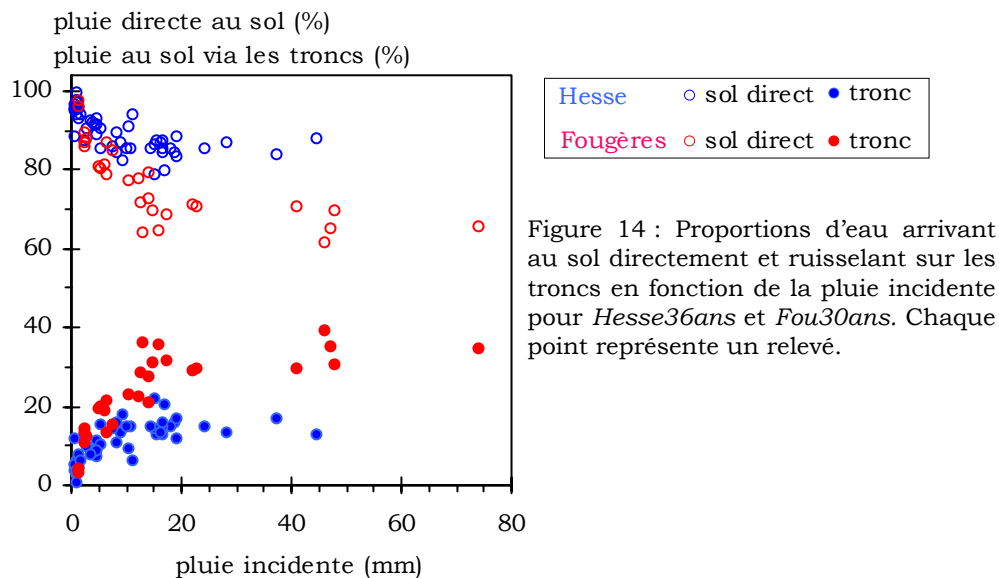 pluie directe au sol (%)
pluie au sol via les troncs (%)
100
80
60
40
20
0
0 20 40 60 80
pluie incidente (mm)
Hesse sol direct tronc
Fougères sol direct tronc
Figure 14 : Proportions d'eau arrivant
au sol directement et ruisselant sur les
troncs en fonction de la pluie incidente
pour Hesse36ans et Fou30ans. Chaque
point représente un relevé.